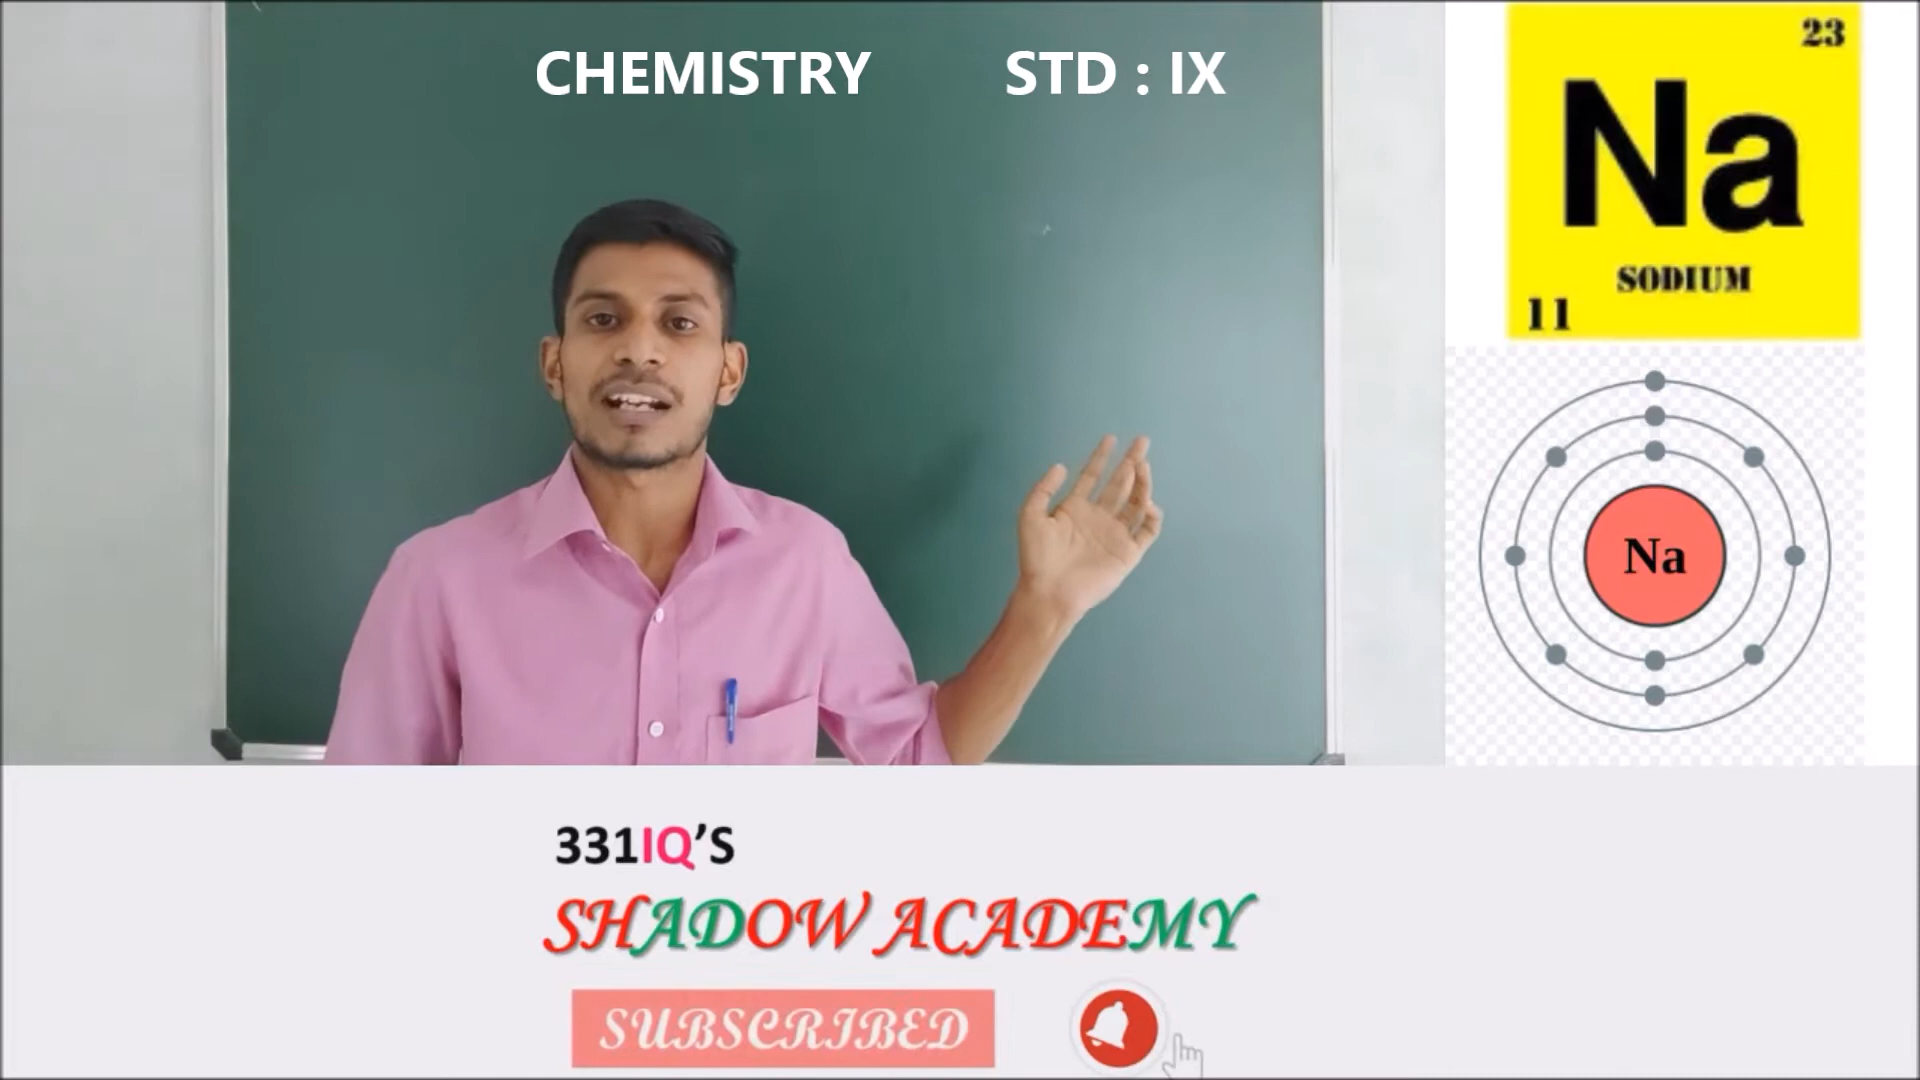 CHEMISTRY STD : IX
23
Na
SODIUM
11
Na
331IQ'S
SHADOW ACADEMY
SUBSCRIBED